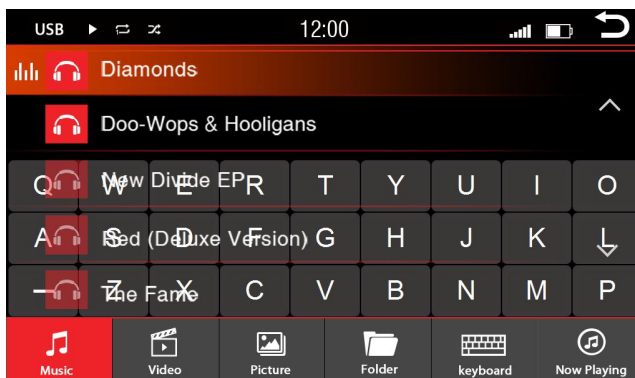 USB 12:00
Diamonds
Doo-Wops & Hooligans
New Divide EP
Red (Deluxe Version)
The Fame
Q W E R T Y U I O
A S D F G H J K L
— Z X C V B N M P
Music Video Picture Folder keyboard Now Playing